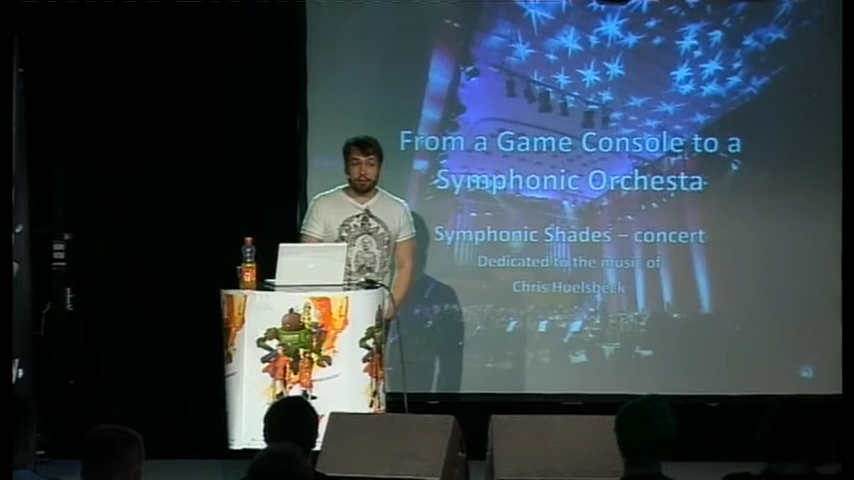 From a Game Console to a
Symphonic Orchestra
Symphonic Shades – concert
Dedicated to the music of
Chris Huelsbeck